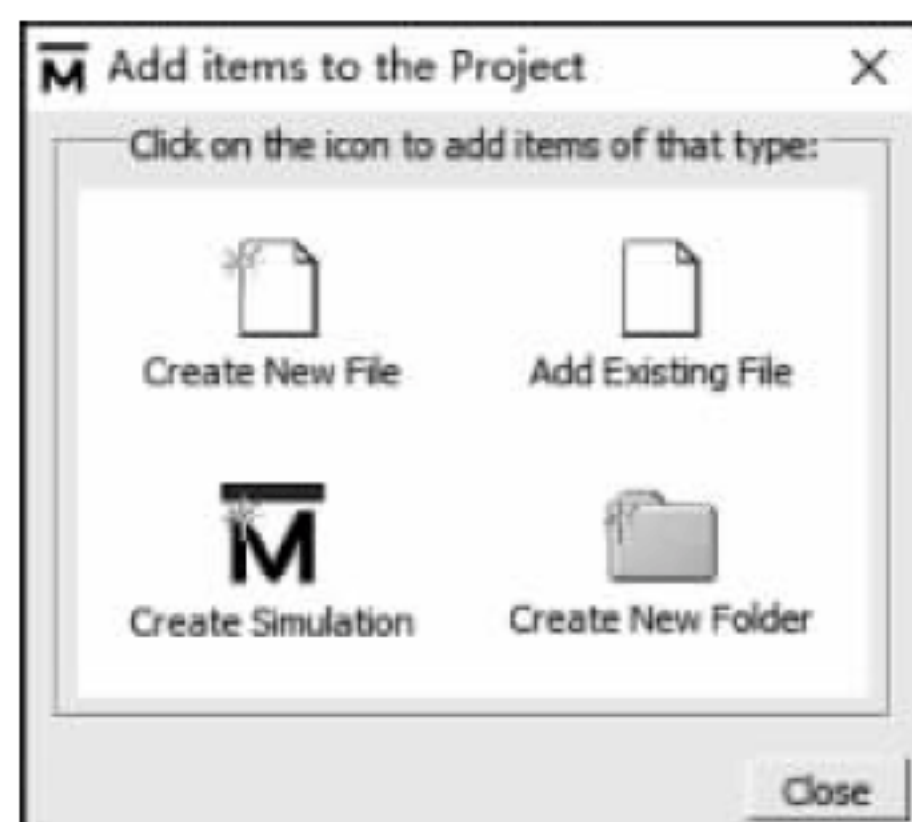 M Add items to the Project
Click on the icon to add items of that type:
Create New File Add Existing File
M
Create Simulation Create New Folder
Close